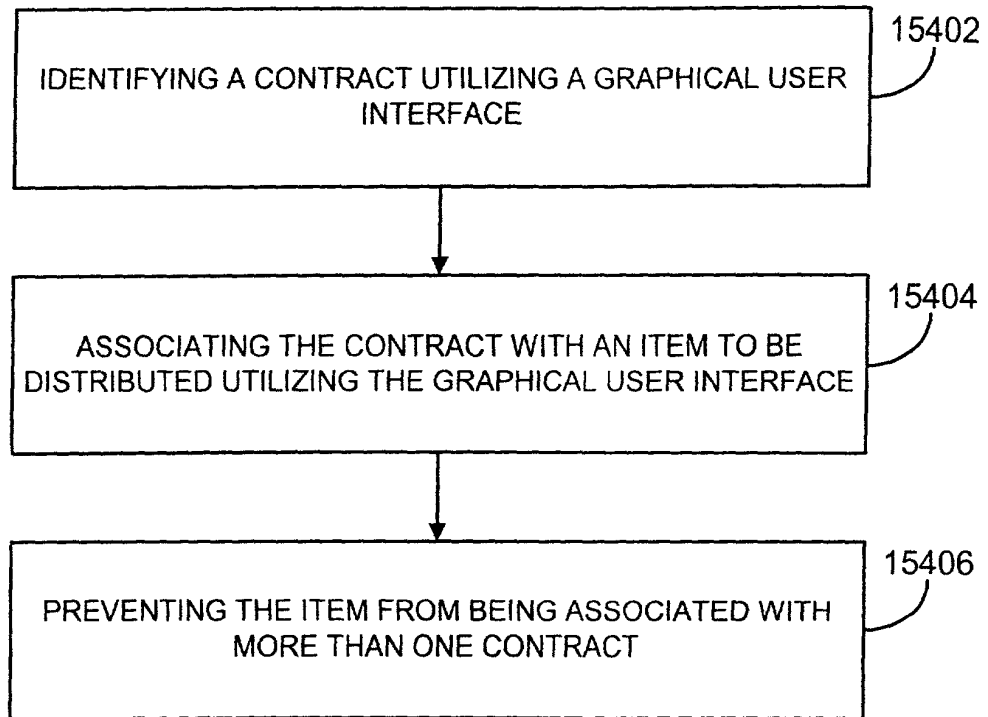 15402
IDENTIFYING A CONTRACT UTILIZING A GRAPHICAL USER
INTERFACE
15404
ASSOCIATING THE CONTRACT WITH AN ITEM TO BE
DISTRIBUTED UTILIZING THE GRAPHICAL USER INTERFACE
15406
PREVENTING THE ITEM FROM BEING ASSOCIATED WITH
MORE THAN ONE CONTRACT